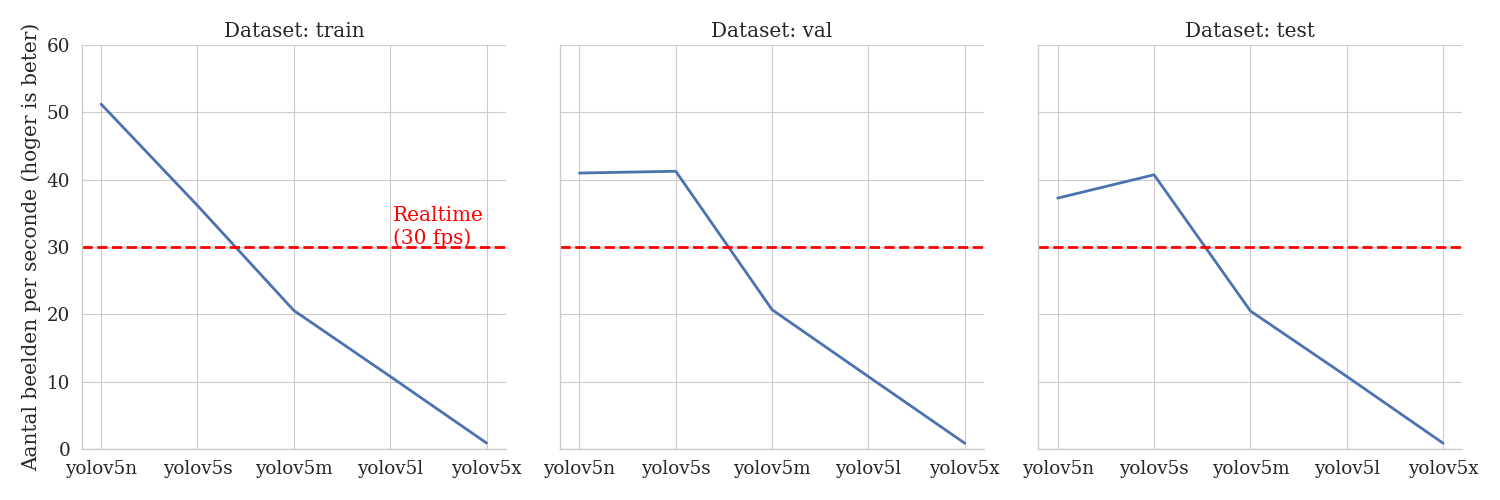 Dataset: train
Dataset: val
Dataset: test
Aantal beelden per seconde (hoger is beter)
60
50
40
30
20
10
0
Realtime
(30 fps)
yolov5n yolov5s yolov5m yolov5l yolov5x
yolov5n yolov5s yolov5m yolov5l yolov5x
yolov5n yolov5s yolov5m yolov5l yolov5x